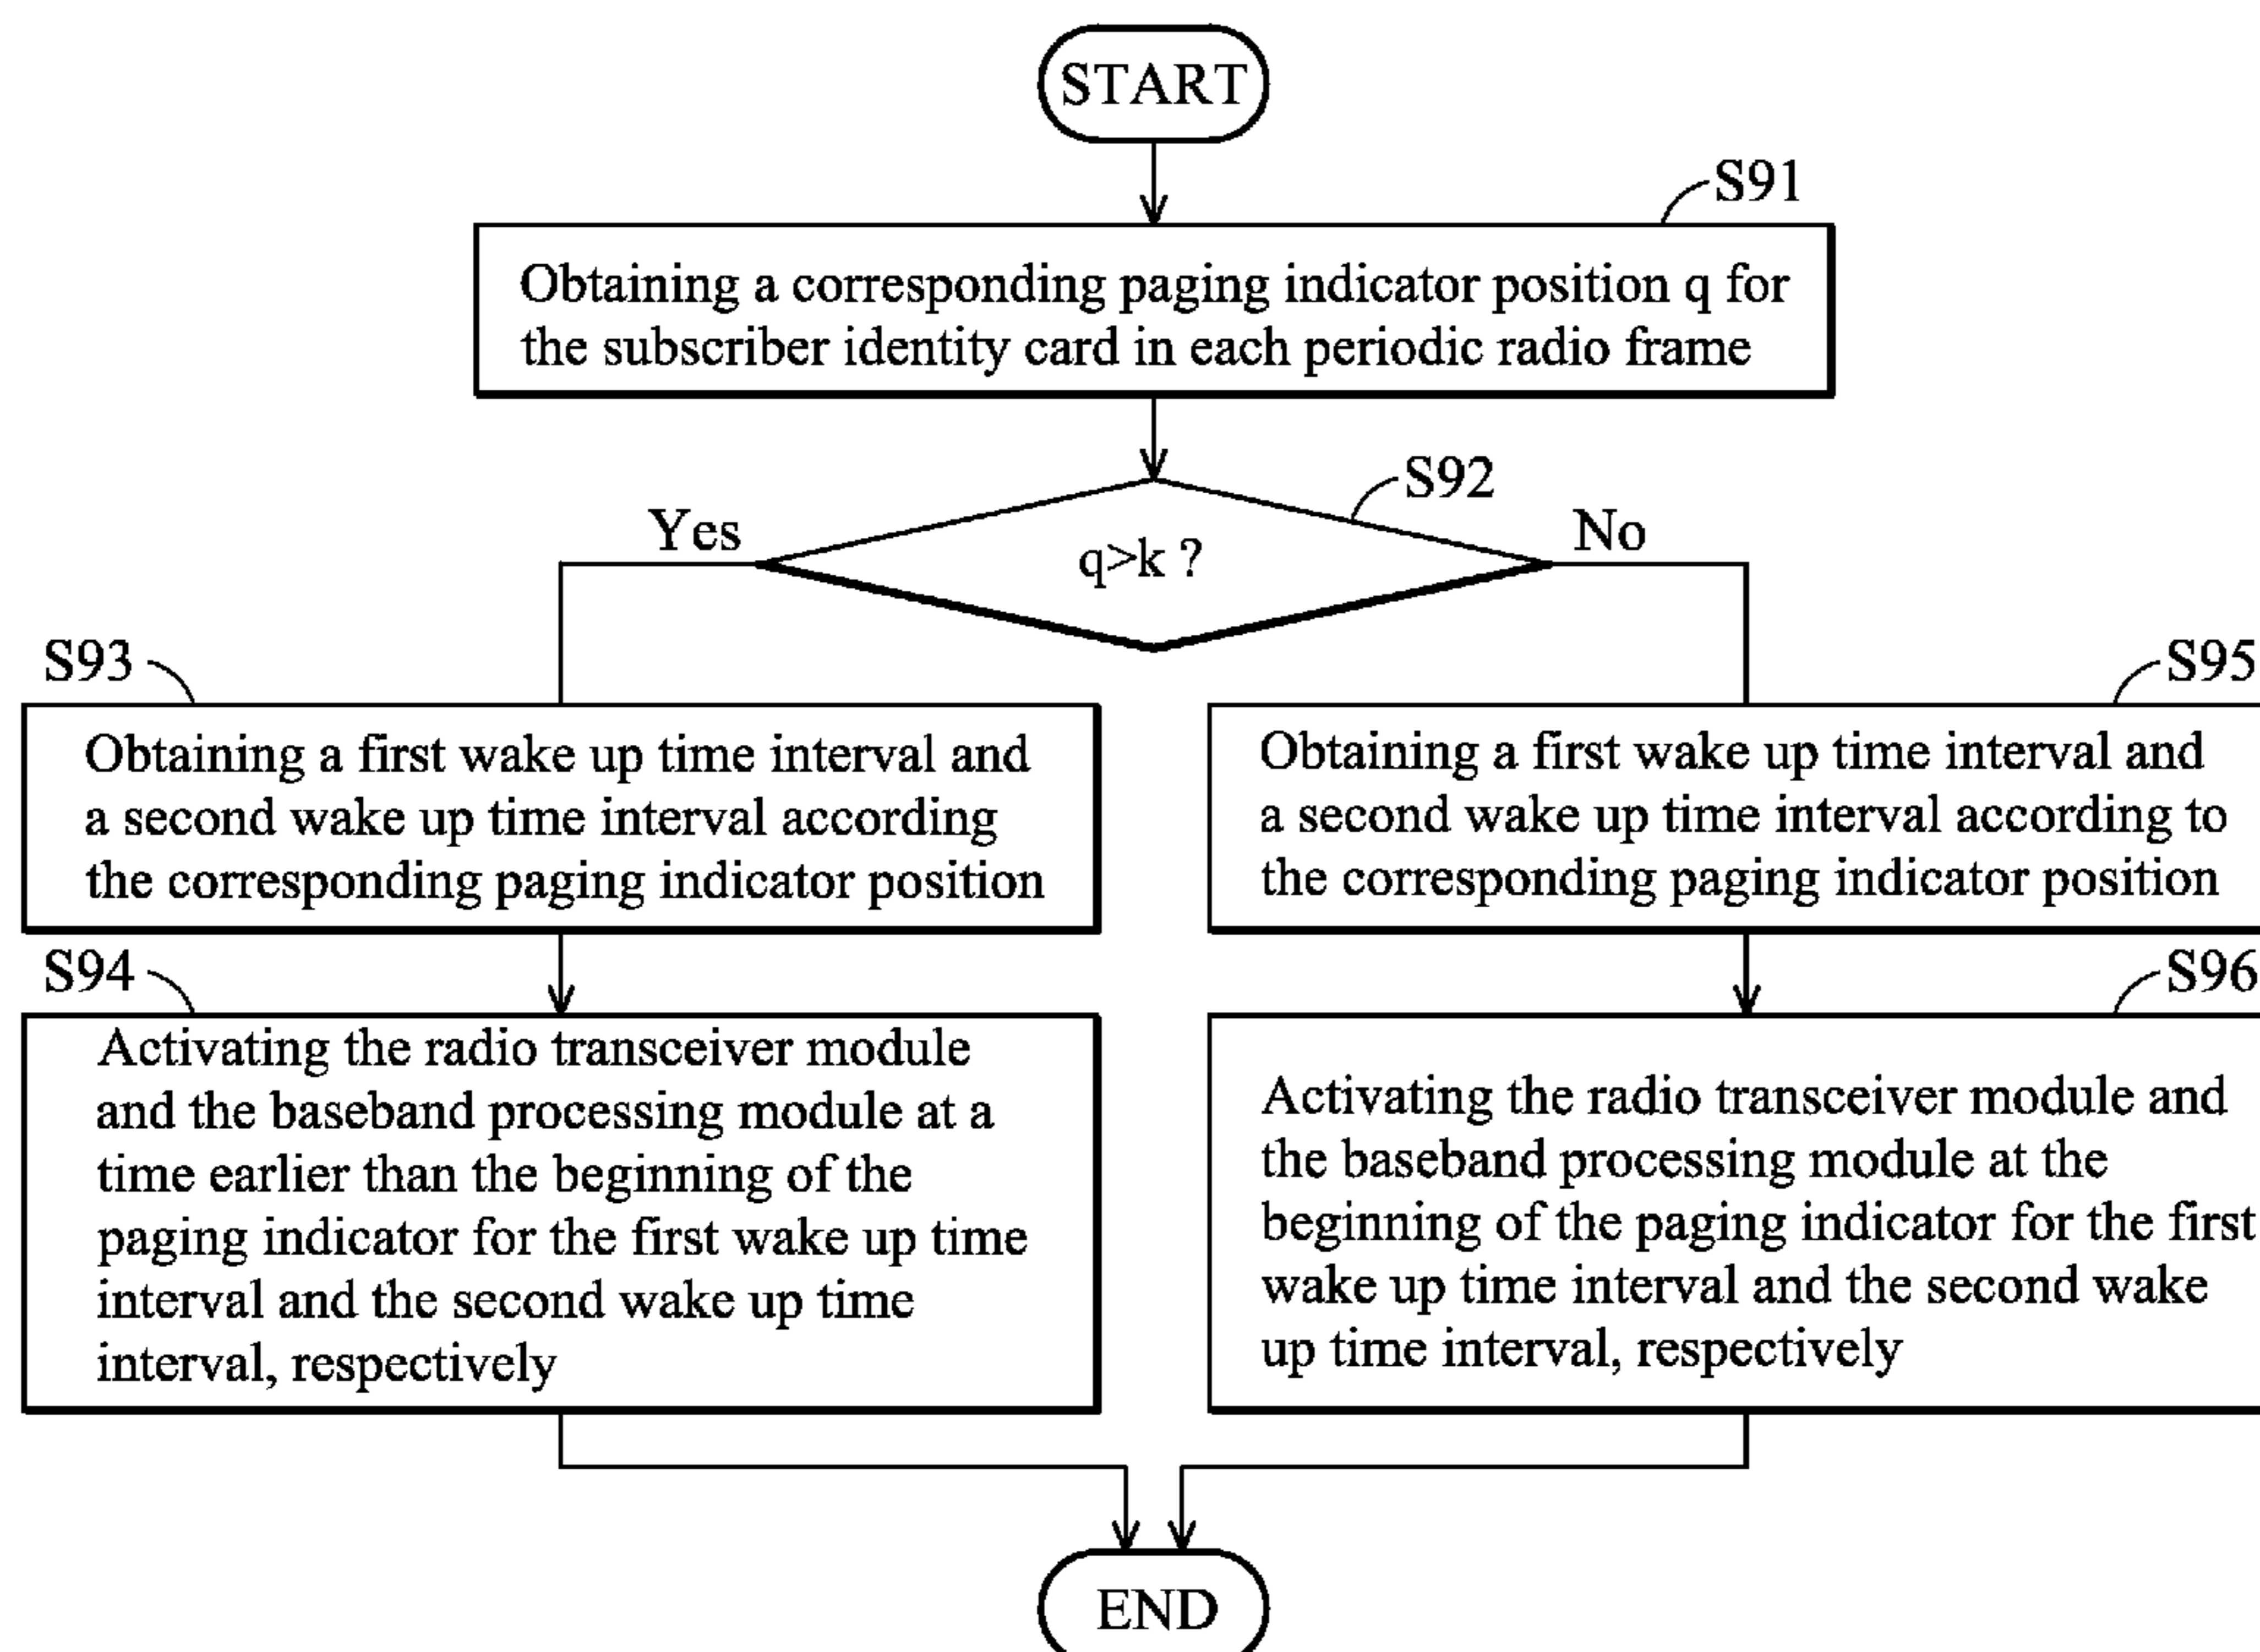 START
S91
Obtaining a corresponding paging indicator position q for
the subscriber identity card in each periodic radio frame
S92
Yes
q>k ?
No
S93
Obtaining a first wake up time interval and
a second wake up time interval according
the corresponding paging indicator position
S95
Obtaining a first wake up time interval and
a second wake up time interval according to
the corresponding paging indicator position
S94
Activating the radio transceiver module
and the baseband processing module at a
time earlier than the beginning of the
paging indicator for the first wake up time
interval and the second wake up time
interval, respectively
S96
Activating the radio transceiver module and
the baseband processing module at the
beginning of the paging indicator for the first
wake up time interval and the second wake
up time interval, respectively
END